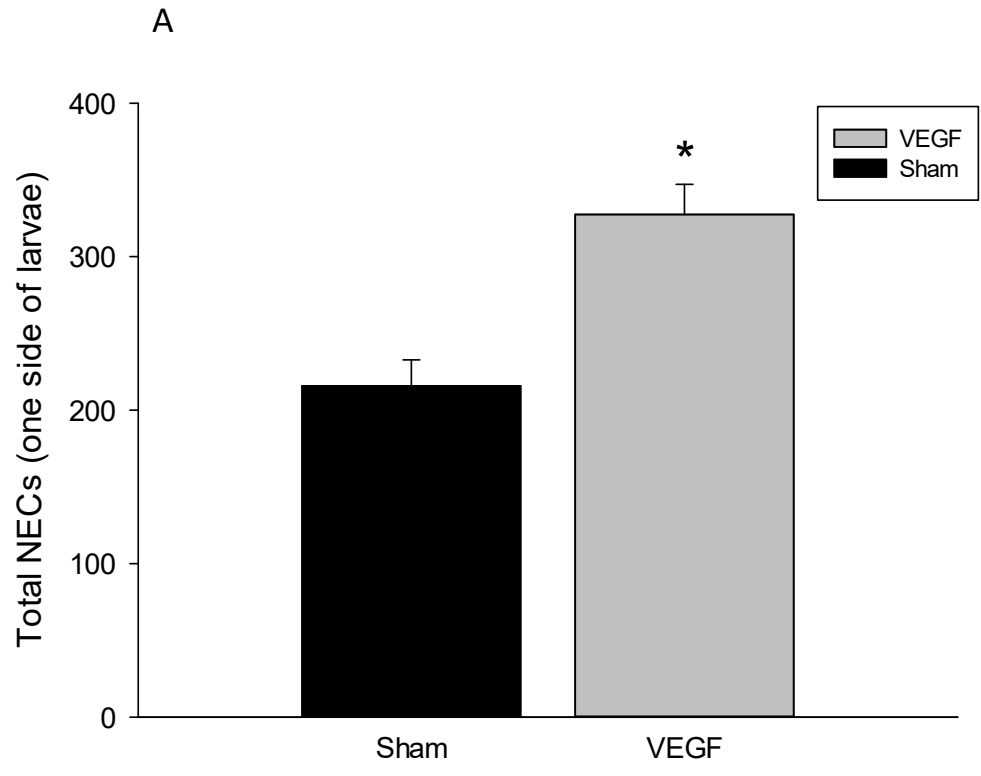 A
400
300
200
100
0
Total NECs (one side of larvae)
*
VEGF
Sham
Sham
VEGF